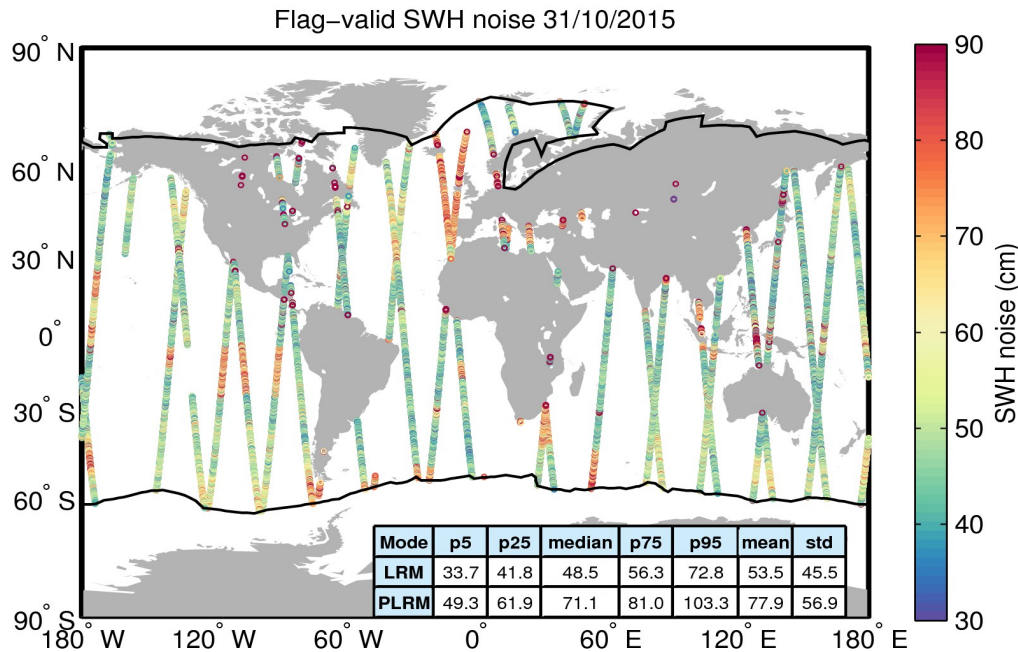 Flag−valid SWH noise 31/10/2015
90° N
60° N
30° N
0°
30° S
60° S
90° S
180° W
120° W
60° W
0°
60° E
120° E
180° E
Mode p5 p25 median p75 p95 mean std
LRM 33.7 41.8 48.5 56.3 72.8 53.5 45.5
PLRM 49.3 61.9 71.1 81.0 103.3 77.9 56.9
90
80
70
60
50
40
30
SWH noise (cm)